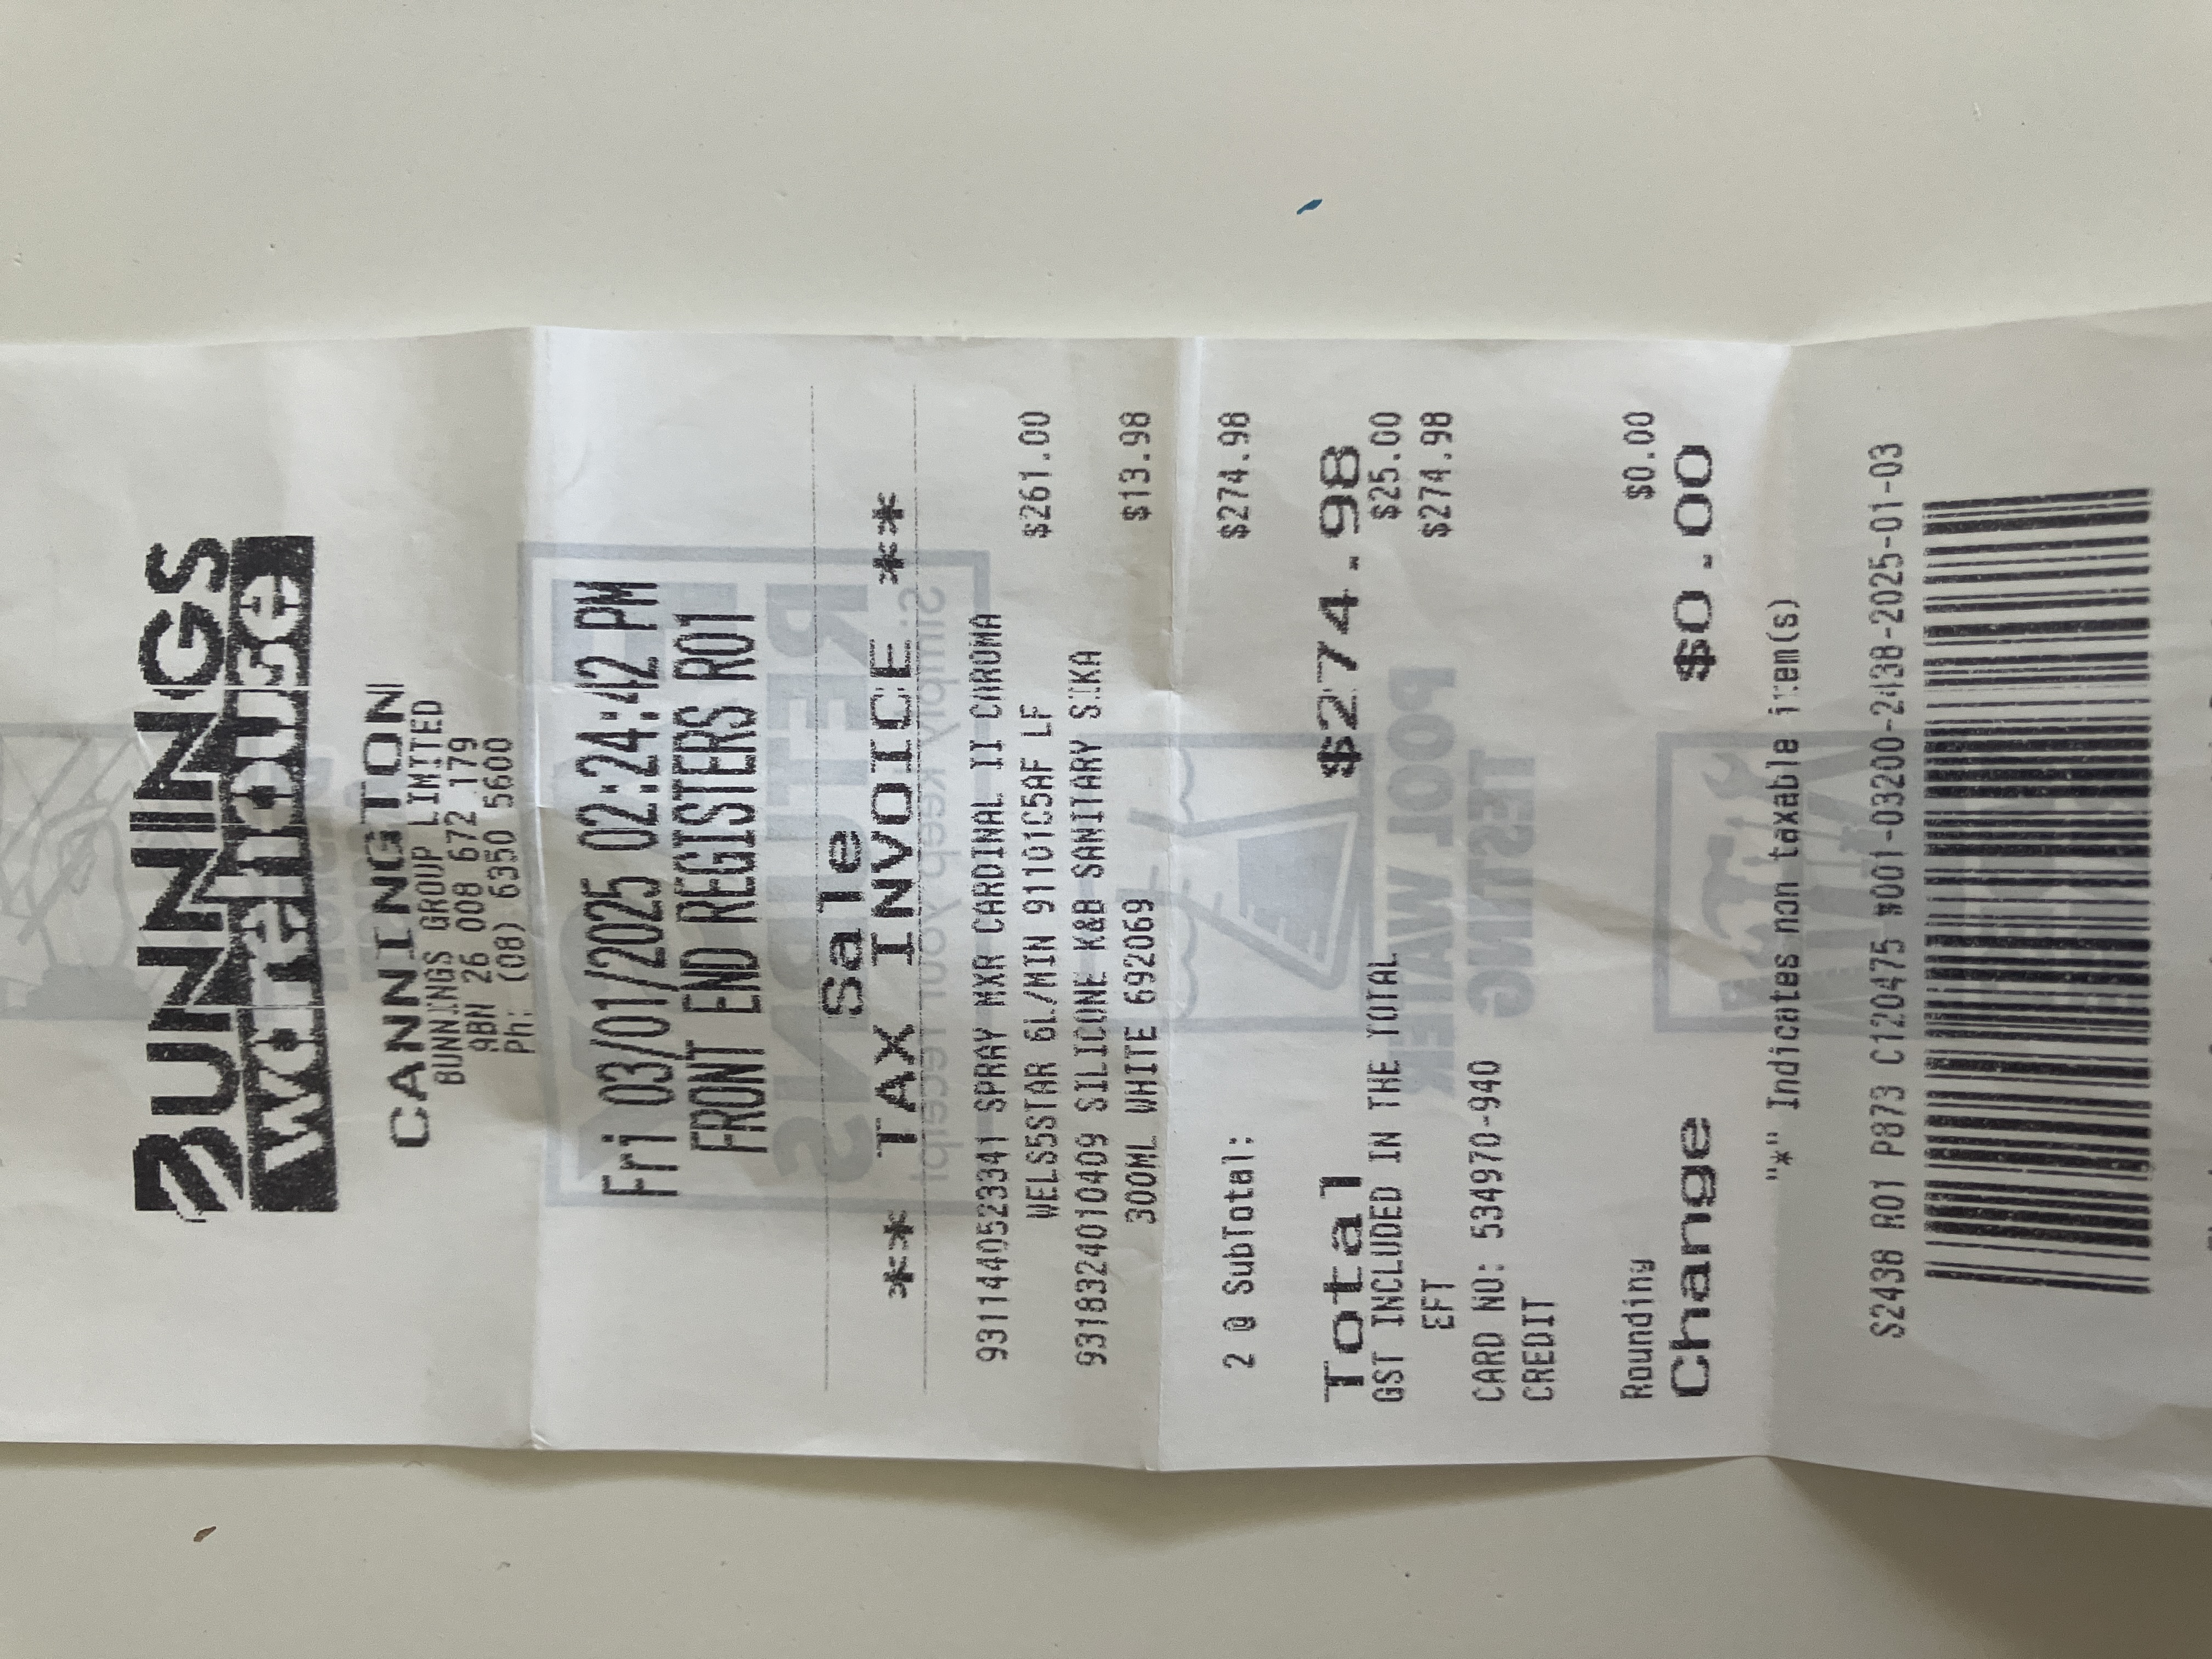 BUNNINGS
warehouse
CANNINGTON
BUNNINGS GROUP LIMITED
ABN 26 008 672 179
Ph: (08) 6350 5600
Fri 03/01/2025 02:24:42 PM
FRONT END REGISTERS R01
RETURNS
Simply keep your receipt
Sale
** TAX INVOICE **
9311440523341 SPRAY MXR CARDINAL II CAROMA
WELS5STAR 6L/MIN 91101C5AF LF $261.00
9318324010409 SILICONE K&B SANITARY SIKA
300ML WHITE 692069 $13.98
2 @ SubTotal: $274.98
Total $274.98
GST INCLUDED IN THE TOTAL $25.00
EFT $274.98
CARD NO: 534970-940
CREDIT
POOL WATER
TESTING
Rounding $0.00
Change $0.00
"*" Indicates non taxable item(s)
S2438 R01 P873 C120475 #001-03200-2438-2025-01-03